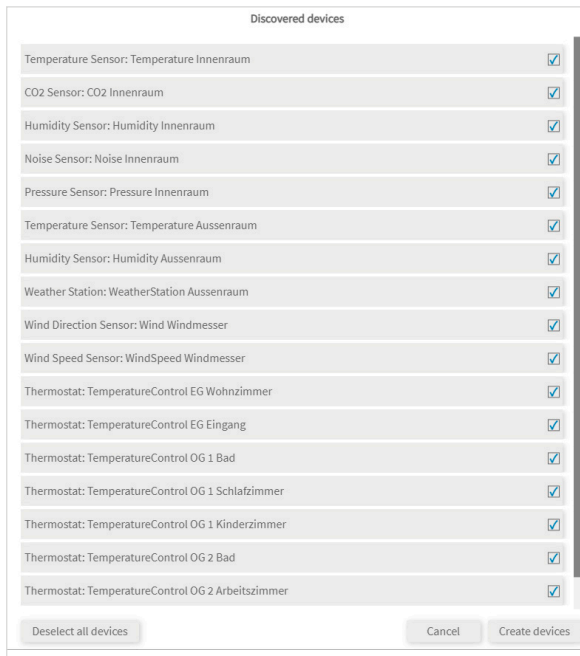 Discovered devices
Temperature Sensor: Temperature Innenraum
CO2 Sensor: CO2 Innenraum
Humidity Sensor: Humidity Innenraum
Noise Sensor: Noise Innenraum
Pressure Sensor: Pressure Innenraum
Temperature Sensor: Temperature Aussenraum
Humidity Sensor: Humidity Aussenraum
Weather Station: WeatherStation Aussenraum
Wind Direction Sensor: Wind Windmesser
Wind Speed Sensor: WindSpeed Windmesser
Thermostat: TemperatureControl EG Wohnzimmer
Thermostat: TemperatureControl EG Eingang
Thermostat: TemperatureControl OG 1 Bad
Thermostat: TemperatureControl OG 1 Schlafzimmer
Thermostat: TemperatureControl OG 1 Kinderzimmer
Thermostat: TemperatureControl OG 2 Bad
Thermostat: TemperatureControl OG 2 Arbeitszimmer
Deselect all devices Cancel Create devices